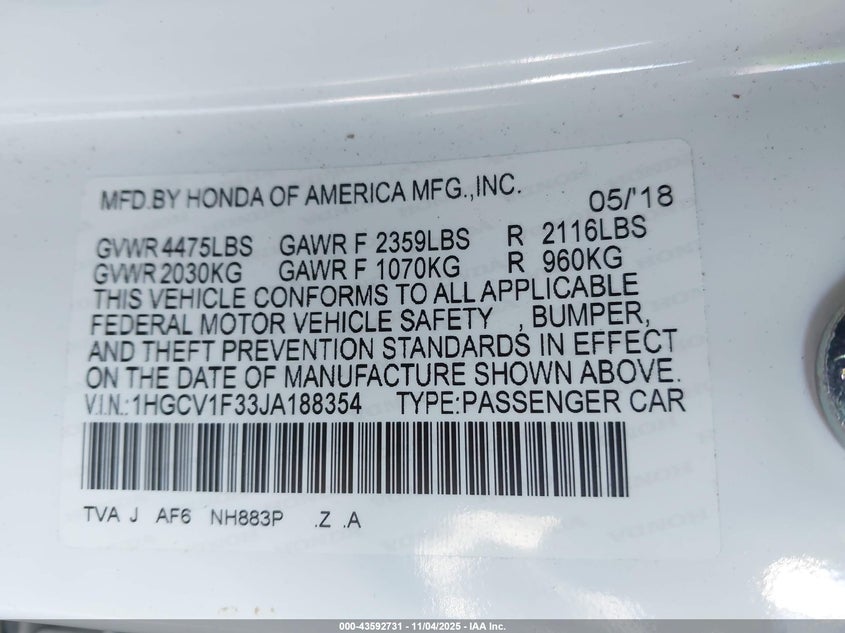 MFD.BY HONDA OF AMERICA MFG.,INC. 05/'18
GVWR 4475LBS GAWR F 2359LBS R 2116LBS
GVWR 2030KG GAWR F 1070KG R 960KG
THIS VEHICLE CONFORMS TO ALL APPLICABLE
FEDERAL MOTOR VEHICLE SAFETY , BUMPER,
AND THEFT PREVENTION STANDARDS IN EFFECT
ON THE DATE OF MANUFACTURE SHOWN ABOVE.
V.I.N.:1HGCV1F33JA188354 TYPE:PASSENGER CAR
TVA J AF6 NH883P .Z .A
000-43592731 - 11/04/2025 - IAA Inc.